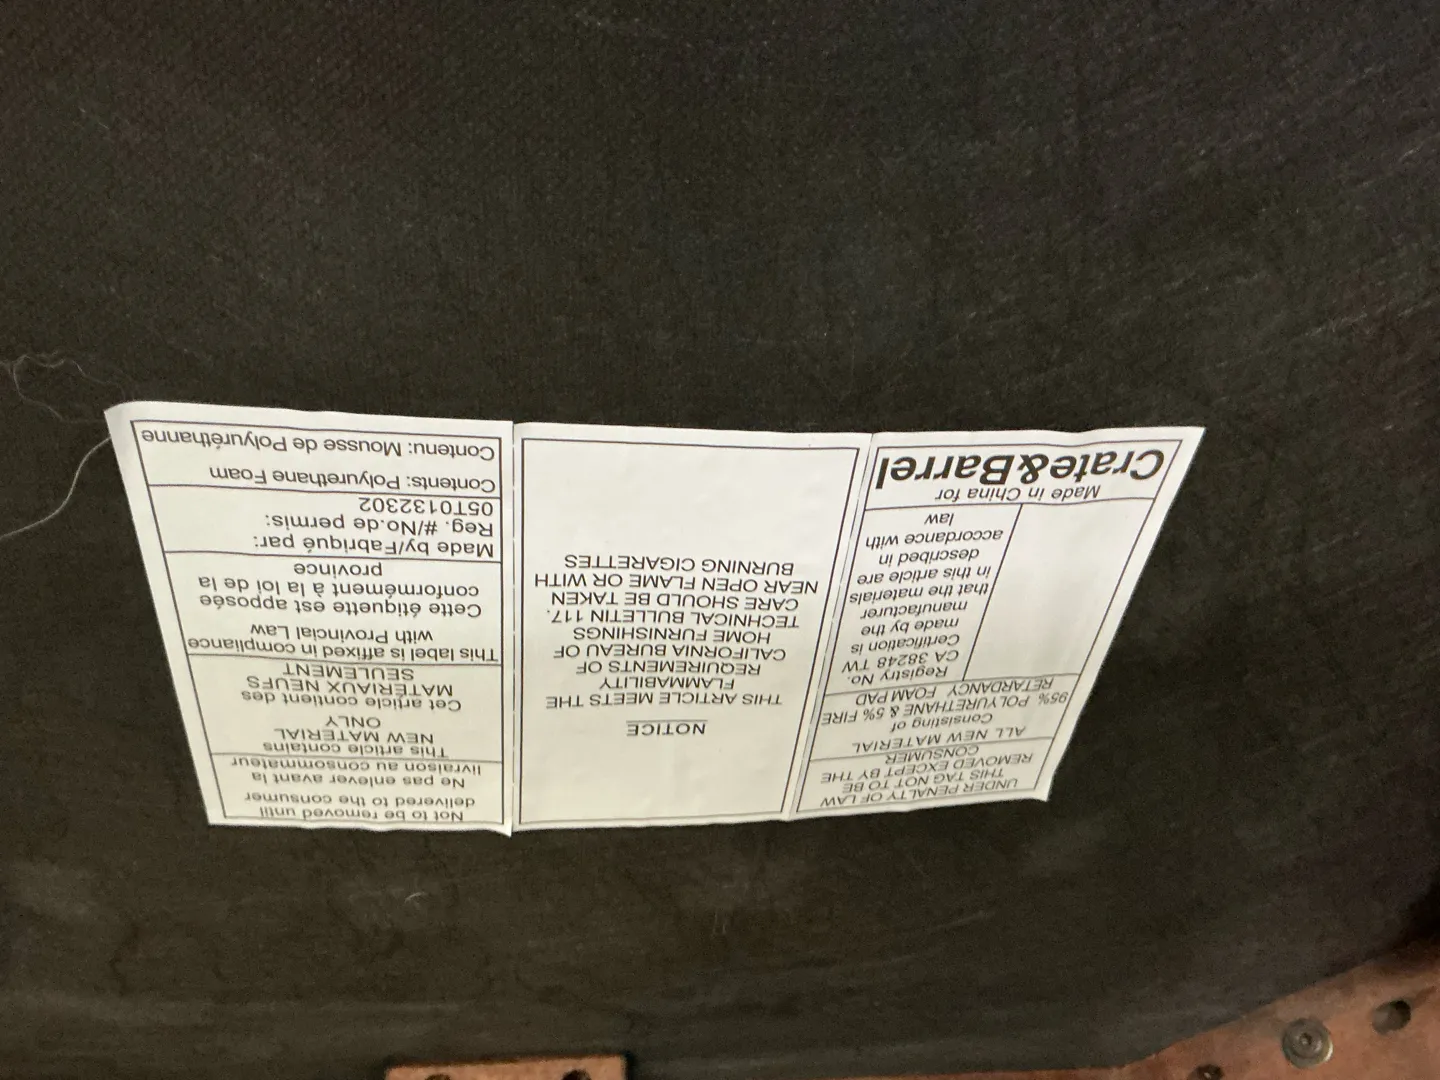 UNDER PENALTY OF LAW
THIS TAG NOT TO BE
REMOVED EXCEPT BY THE
CONSUMER
ALL NEW MATERIAL
Consisting of
95% POLYURETHANE & 5% FIRE
RETARDANCY FOAM PAD
Registry No.
CA 38248 TW
Certification is
made by the
manufacturer
that the materials
in this article are
described in
accordance with
law
Made in China for
Crate&Barrel
NOTICE
THIS ARTICLE MEETS THE
FLAMMABILITY
REQUIREMENTS OF
CALIFORNIA BUREAU OF
HOME FURNISHINGS
TECHNICAL BULLETIN 117.
CARE SHOULD BE TAKEN
NEAR OPEN FLAME OR WITH
BURNING CIGARETTES
Not to be removed until
delivered to the consumer
Ne pas enlever avant la
livraison au consommateur
This article contains
NEW MATERIAL
ONLY
Cet article contient des
MATÉRIAUX NEUFS
SEULEMENT
This label is affixed in compliance
with Provincial Law
Cette étiquette est apposée
conformément à la loi de la
province
Made by/Fabriqué par:
Reg. #/No.de permis:
05T0132302
Contents: Polyurethane Foam
Contenu: Mousse de Polyuréthanne